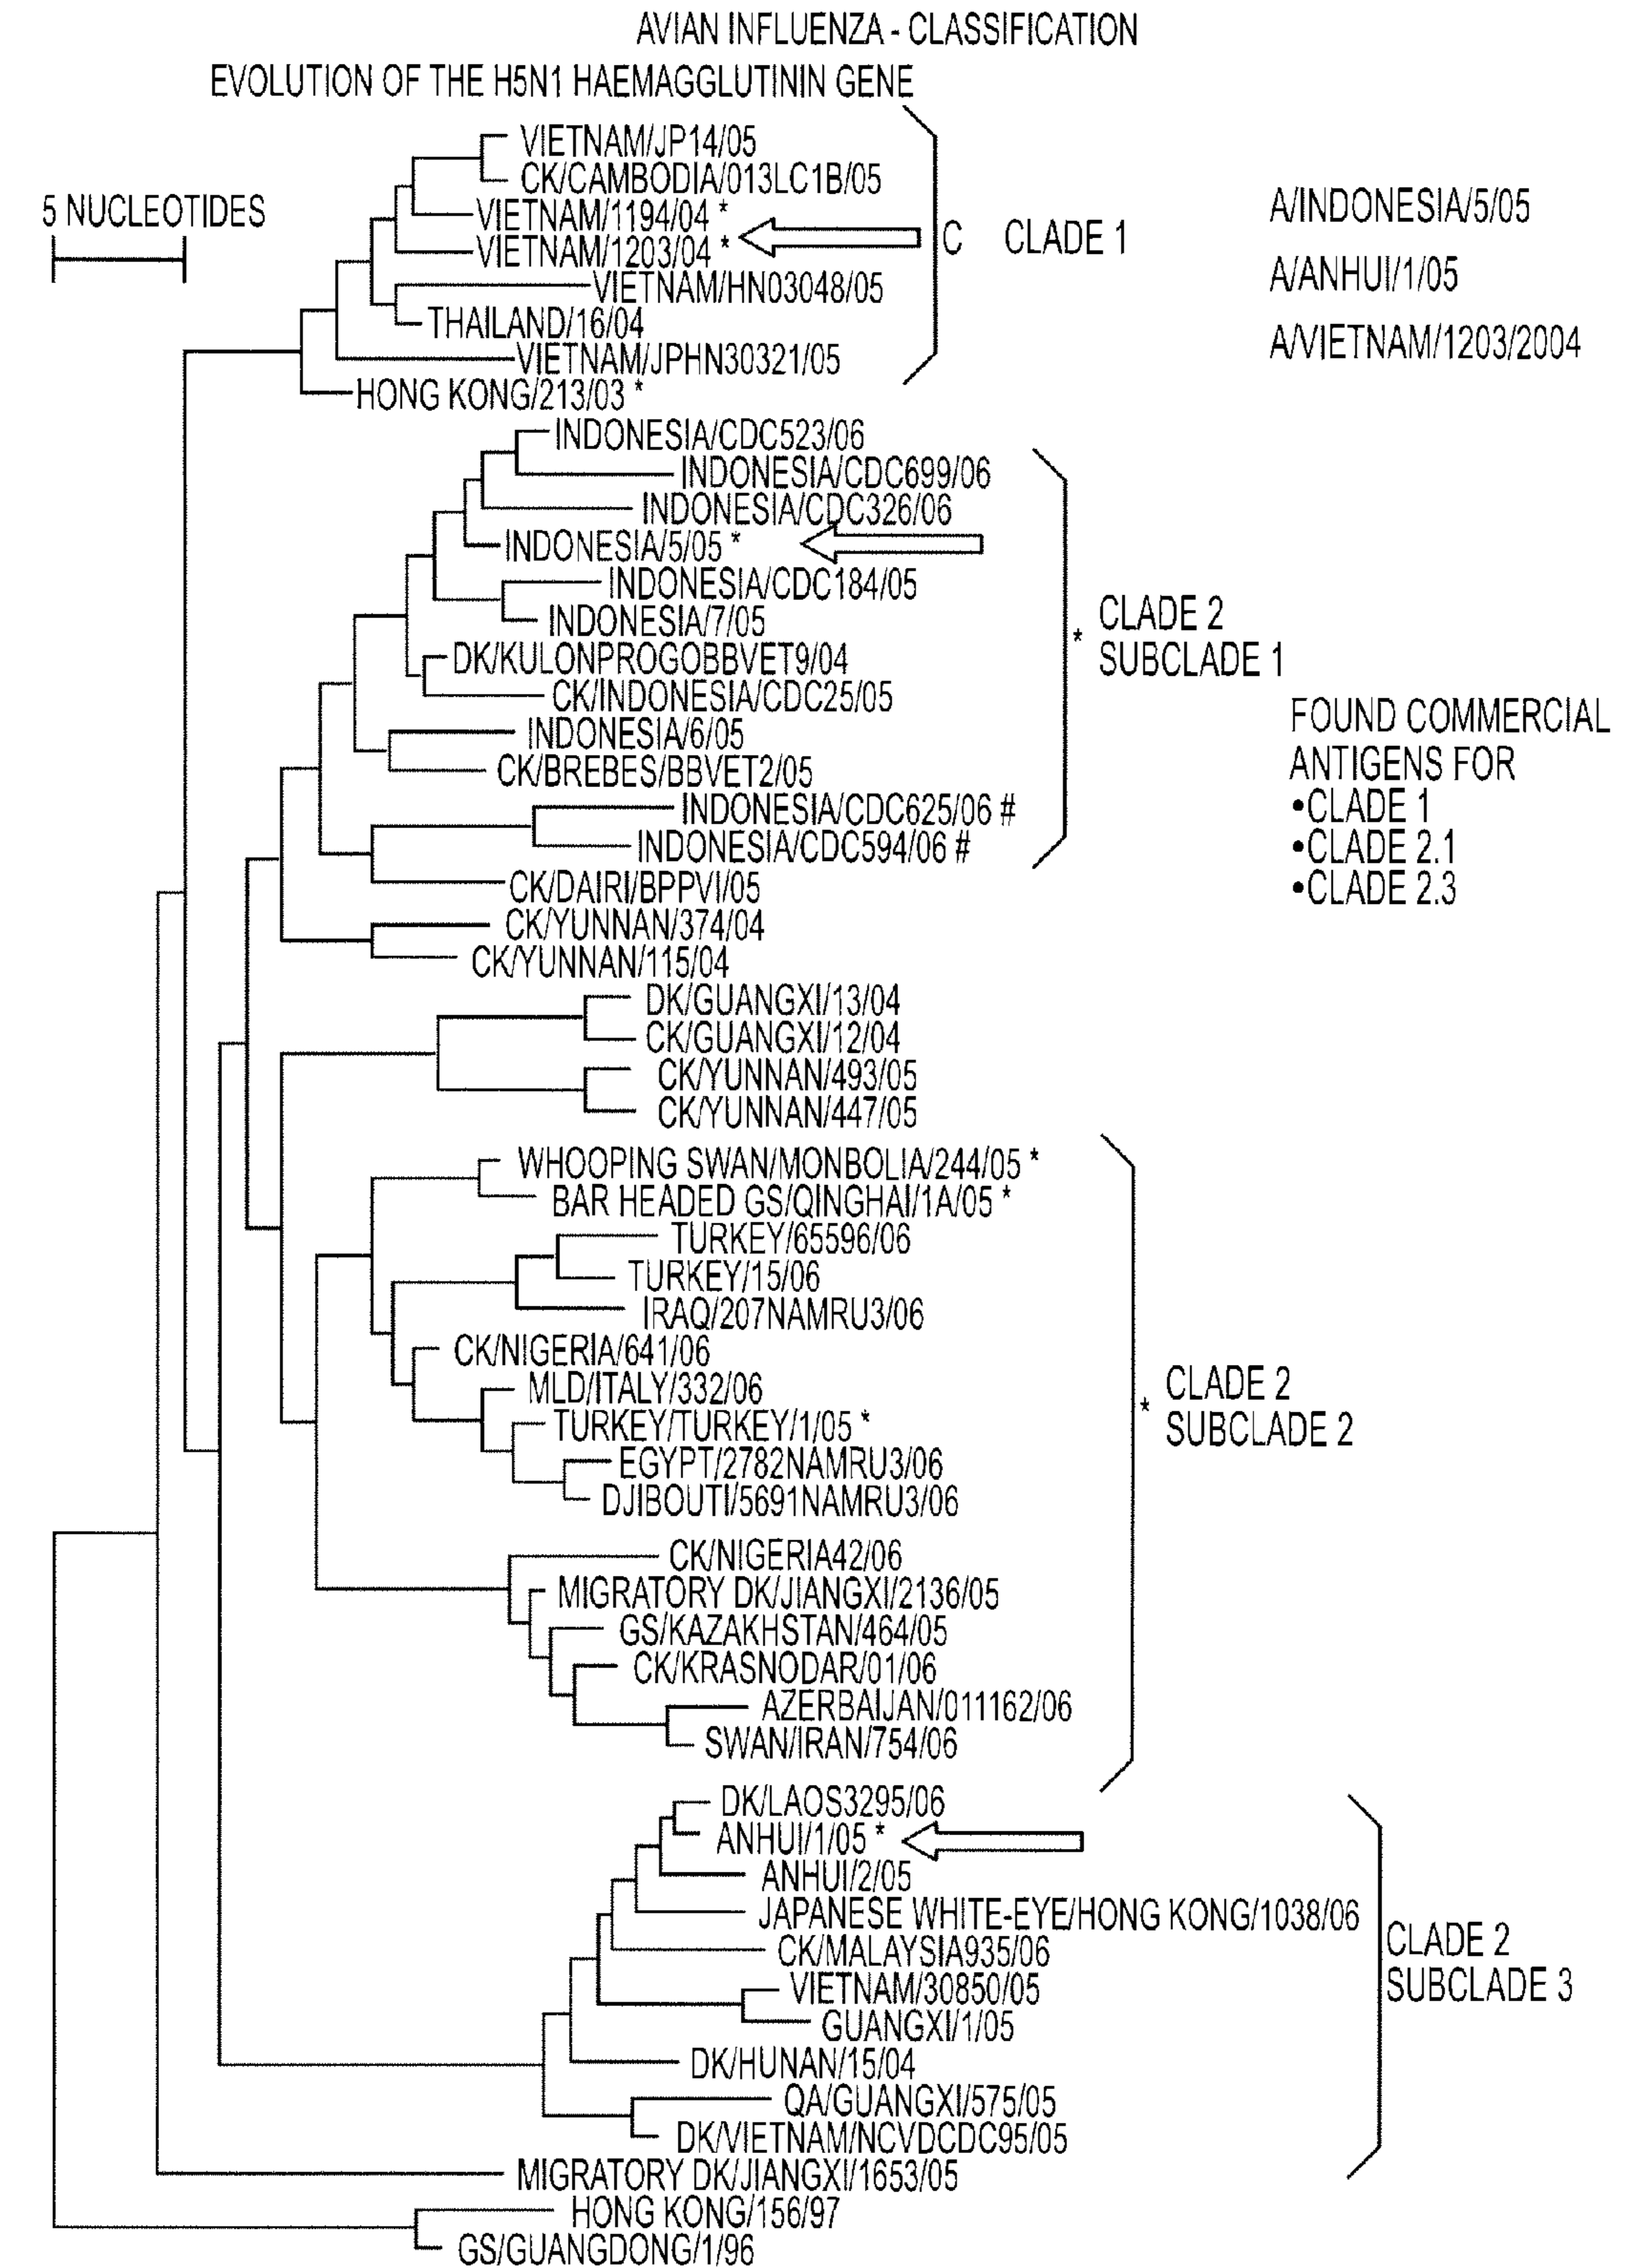 AVIAN INFLUENZA - CLASSIFICATION
EVOLUTION OF THE H5N1 HAEMAGGLUTININ GENE
5 NUCLEOTIDES
VIETNAM/JP14/05
CK/CAMBODIA/013LC1B/05
VIETNAM/1194/04 *
VIETNAM/1203/04 *
VIETNAM/HN03048/05
THAILAND/16/04
VIETNAM/JPHN30321/05
HONG KONG/213/03 *
C CLADE 1
A/INDONESIA/5/05
A/ANHUI/1/05
A/VIETNAM/1203/2004
INDONESIA/CDC523/06
INDONESIA/CDC699/06
INDONESIA/CDC326/06
INDONESIA/5/05 *
INDONESIA/CDC184/05
INDONESIA/7/05
DK/KULONPROGOBBVET9/04
CK/INDONESIA/CDC25/05
INDONESIA/6/05
CK/BREBES/BBVET2/05
INDONESIA/CDC625/06 #
INDONESIA/CDC594/06 #
CK/DAIRI/BPPVI/05
CK/YUNNAN/374/04
CK/YUNNAN/115/04
* CLADE 2
SUBCLADE 1
FOUND COMMERCIAL
ANTIGENS FOR
•CLADE 1
•CLADE 2.1
•CLADE 2.3
DK/GUANGXI/13/04
CK/GUANGXI/12/04
CK/YUNNAN/493/05
CK/YUNNAN/447/05
WHOOPING SWAN/MONBOLIA/244/05 *
BAR HEADED GS/QINGHAI/1A/05 *
TURKEY/65596/06
TURKEY/15/06
IRAQ/207NAMRU3/06
CK/NIGERIA/641/06
MLD/ITALY/332/06
TURKEY/TURKEY/1/05 *
EGYPT/2782NAMRU3/06
DJIBOUTI/5691NAMRU3/06
CK/NIGERIA42/06
MIGRATORY DK/JIANGXI/2136/05
GS/KAZAKHSTAN/464/05
CK/KRASNODAR/01/06
AZERBAIJAN/011162/06
SWAN/IRAN/754/06
* CLADE 2
SUBCLADE 2
DK/LAOS3295/06
ANHUI/1/05 *
ANHUI/2/05
JAPANESE WHITE-EYE/HONG KONG/1038/06
CK/MALAYSIA935/06
VIETNAM/30850/05
GUANGXI/1/05
DK/HUNAN/15/04
QA/GUANGXI/575/05
DK/VIETNAM/NCVDCDC95/05
CLADE 2
SUBCLADE 3
MIGRATORY DK/JIANGXI/1653/05
HONG KONG/156/97
GS/GUANGDONG/1/96